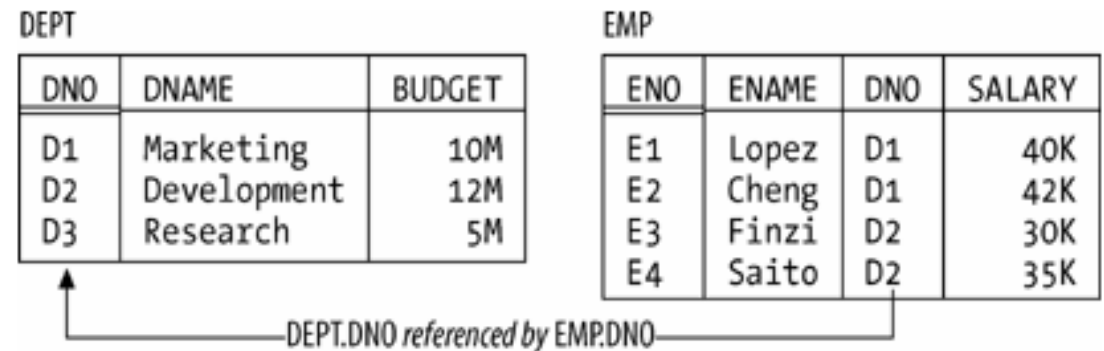 DEPT
DNO DNAME BUDGET
D1 Marketing 10M
D2 Development 12M
D3 Research 5M
EMP
ENO ENAME DNO SALARY
E1 Lopez D1 40K
E2 Cheng D1 42K
E3 Finzi D2 30K
E4 Saito D2 35K
DEPT.DNO referenced by EMP.DNO